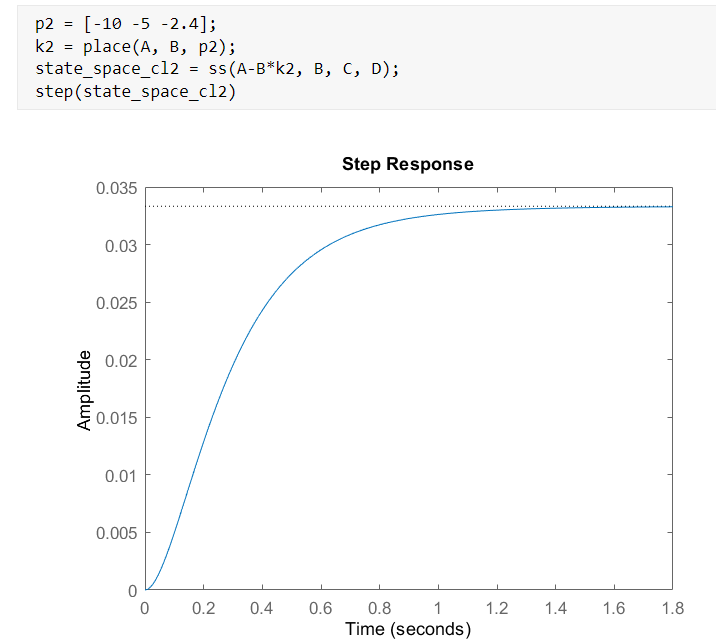 p2 = [-10 -5 -2.4];
k2 = place(A, B, p2);
state_space_cl2 = ss(A-B*k2, B, C, D);
step(state_space_cl2)
Step Response
0.035
0.03
0.025
0.02
0.015
0.01
0.005
0
Amplitude
0 0.2 0.4 0.6 0.8 1 1.2 1.4 1.6 1.8
Time (seconds)